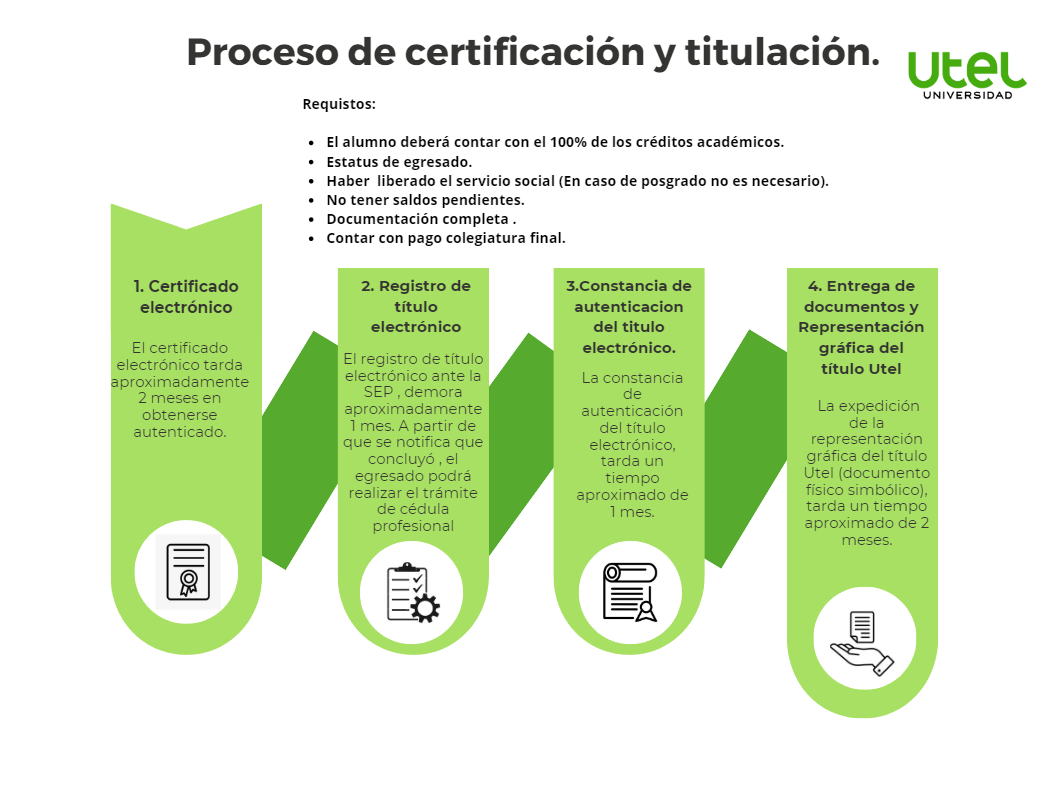 Proceso de certificación y titulación.
utel
UNIVERSIDAD
Requistos:
• El alumno deberá contar con el 100% de los créditos académicos.
• Estatus de egresado.
• Haber  liberado el servicio social (En caso de posgrado no es necesario).
• No tener saldos pendientes.
• Documentación completa .
• Contar con pago colegiatura final.
1. Certificado
electrónico
El certificado
electrónico tarda
aproximadamente
2 meses en
obtenerse
autenticado.
2. Registro de
título
electrónico
El registro de título
electrónico ante la
SEP , demora
aproximadamente
1 mes. A partir de
que se notifica que
concluyó , el
egresado podrá
realizar el trámite
de cédula
profesional
3.Constancia de
autenticacion
del titulo
electrónico.
La constancia
de
autenticación
del título
electrónico,
tarda un
tiempo
aproximado de
1 mes.
4. Entrega de
documentos y
Representación
gráfica del
título Utel
La expedición
de la
representación
gráfica del título
Utel (documento
físico simbólico),
tarda un tiempo
aproximado de 2
meses.